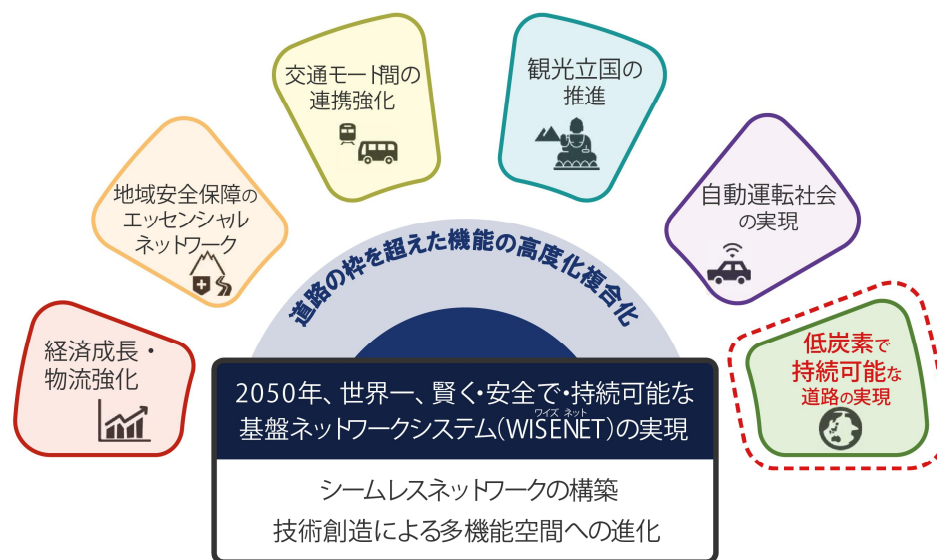 交通モード間の
連携強化
観光立国の
推進
地域安全保障の
エッセンシャル
ネットワーク
自動運転社会
の実現
道路の枠を超えた機能の高度化複合化
経済成長・
物流強化
低炭素で
持続可能な
道路の実現
2050年、世界一、賢く・安全で・持続可能な
ワイズ ネット
基盤ネットワークシステム(WISENET)の実現
シームレスネットワークの構築
技術創造による多機能空間への進化